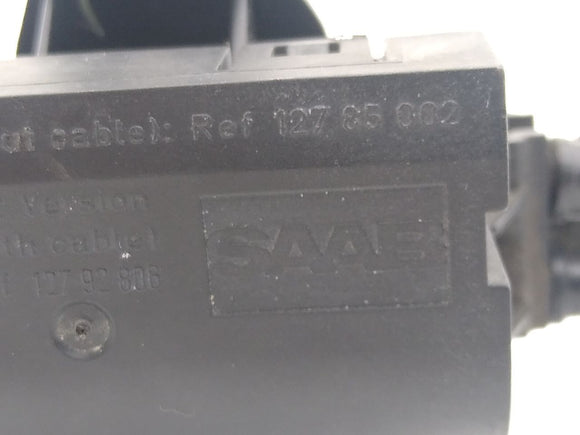 cable): Ref 127 85 002
Version
cable)
127 92 806
SAAB